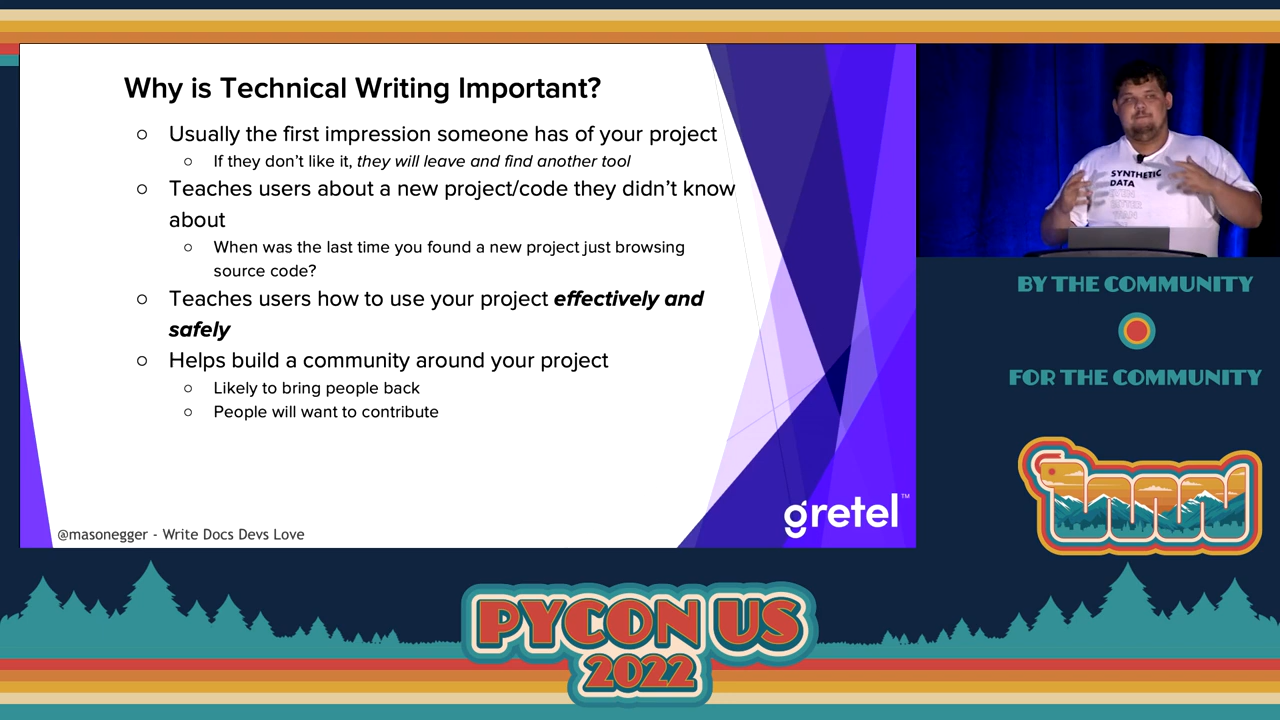 Why is Technical Writing Important?
○ Usually the first impression someone has of your project
○ If they don't like it, they will leave and find another tool
○ Teaches users about a new project/code they didn't know
about
○ When was the last time you found a new project just browsing
source code?
○ Teaches users how to use your project effectively and
safely
○ Helps build a community around your project
○ Likely to bring people back
○ People will want to contribute
@masonegger - Write Docs Devs Love
gretel™
SYNTHETIC
DATA
BY THE COMMUNITY
FOR THE COMMUNITY
PYCON US
2022